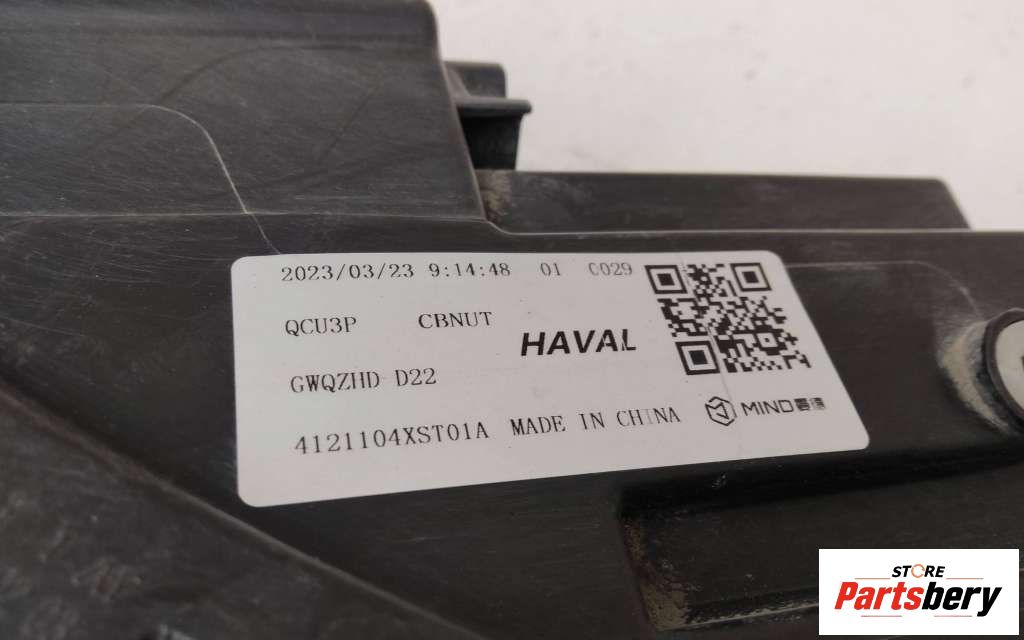 2023/03/23 9:14:48 01 C029
QCU3P CBNUT
HAVAL
GWQZHD D22
4121104XST01A MADE IN CHINA
MIND
STORE
Partsbery